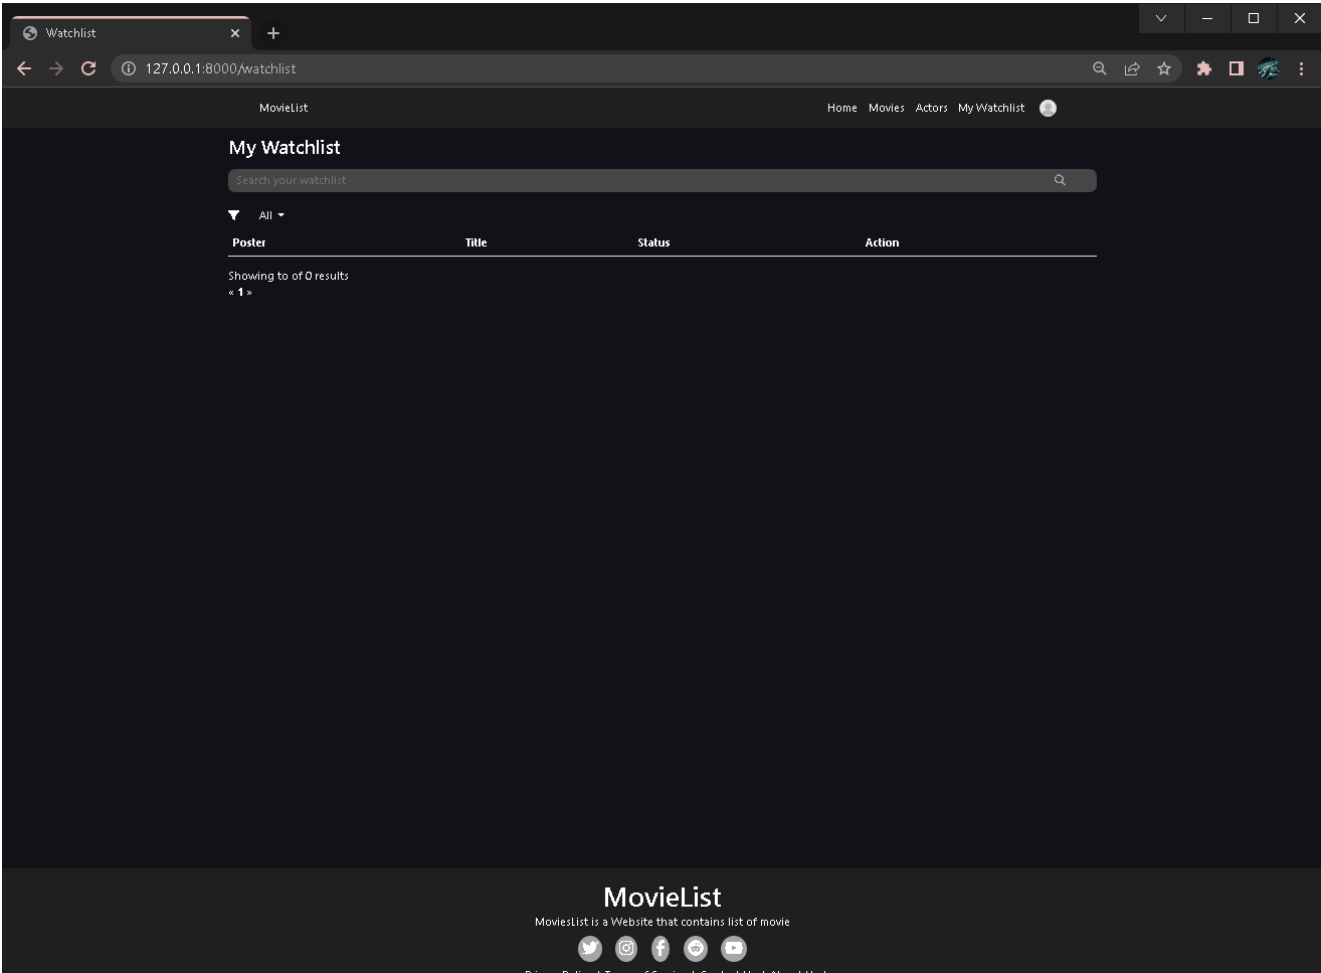 Watchlist
127.0.0.1:8000/watchlist
MovieList Home Movies Actors My Watchlist
My Watchlist
Search your watchlist
All
Poster Title Status Action
Showing to of 0 results
« 1 »
MovieList
MoviesList is a Website that contains list of movie